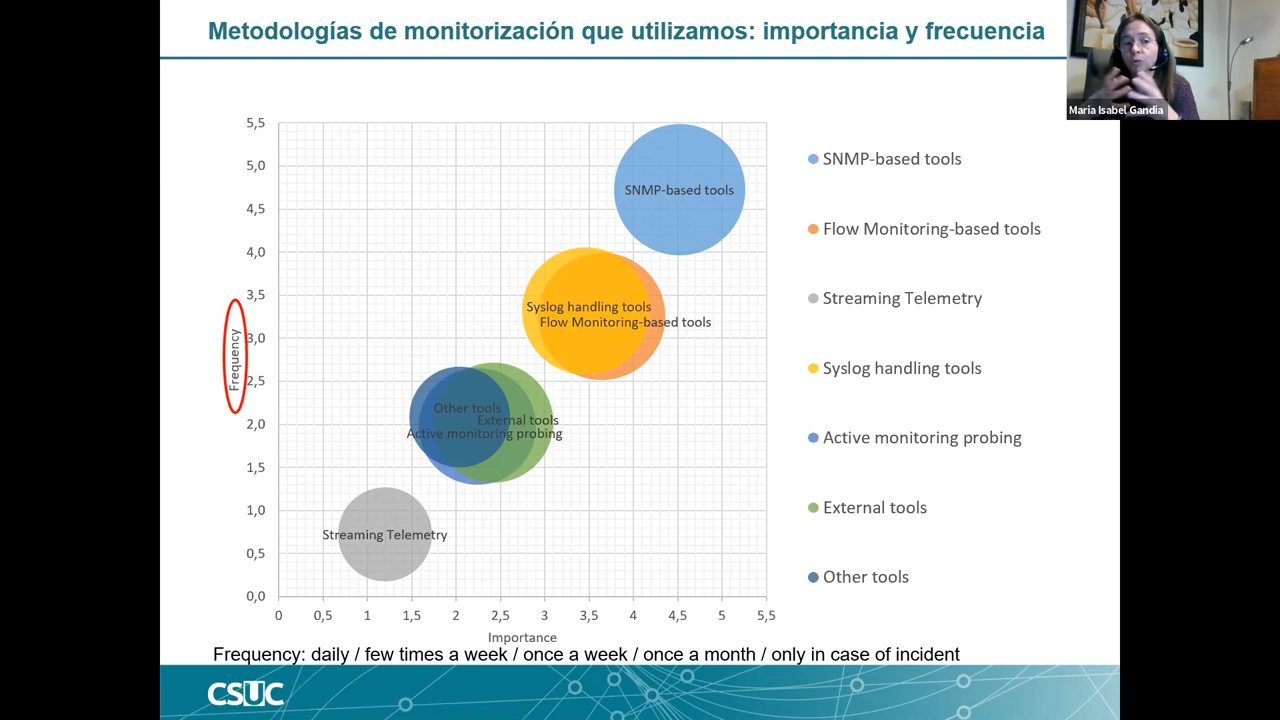 Metodologías de monitorización que utilizamos: importancia y frecuencia
Maria Isabel Gandia
5,5
5,0
4,5
4,0
3,5
3,0
2,5
2,0
1,5
1,0
0,5
0,0
Frequency
SNMP-based tools
Syslog handling tools
Flow Monitoring-based tools
Other tools
External tools
Active monitoring probing
Streaming Telemetry
0
0,5
1
1,5
2
2,5
3
3,5
4
4,5
5
5,5
Importance
SNMP-based tools
Flow Monitoring-based tools
Streaming Telemetry
Syslog handling tools
Active monitoring probing
External tools
Other tools
Frequency: daily / few times a week / once a week / once a month / only in case of incident
CSUC